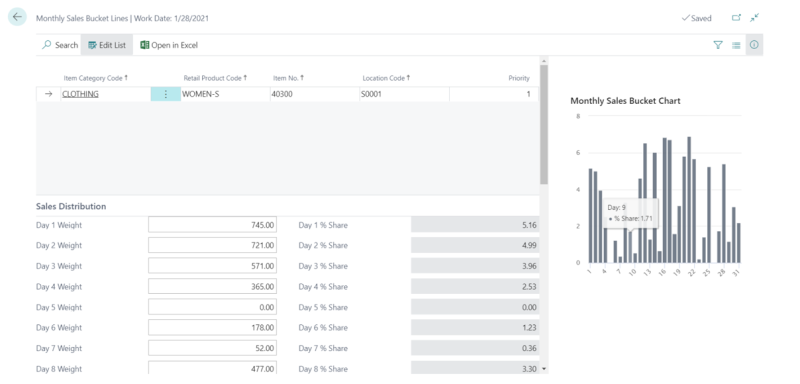 Monthly Sales Bucket Lines | Work Date: 1/28/2021
Saved
Search Edit List Open in Excel
Item Category Code ↑ Retail Product Code ↑ Item No. ↑ Location Code ↑ Priority
→ CLOTHING ⋮ WOMEN-S 40300 S0001 1
Sales Distribution
Day 1 Weight 745.00 Day 1 % Share 5.16
Day 2 Weight 721.00 Day 2 % Share 4.99
Day 3 Weight 571.00 Day 3 % Share 3.96
Day 4 Weight 365.00 Day 4 % Share 2.53
Day 5 Weight 0.00 Day 5 % Share 0.00
Day 6 Weight 178.00 Day 6 % Share 1.23
Day 7 Weight 52.00 Day 7 % Share 0.36
Day 8 Weight 477.00 Day 8 % Share 3.30
Monthly Sales Bucket Chart
8
6
4
2
0
Day: 9
% Share: 1.71
1 4 7 10 13 16 19 22 25 28 31